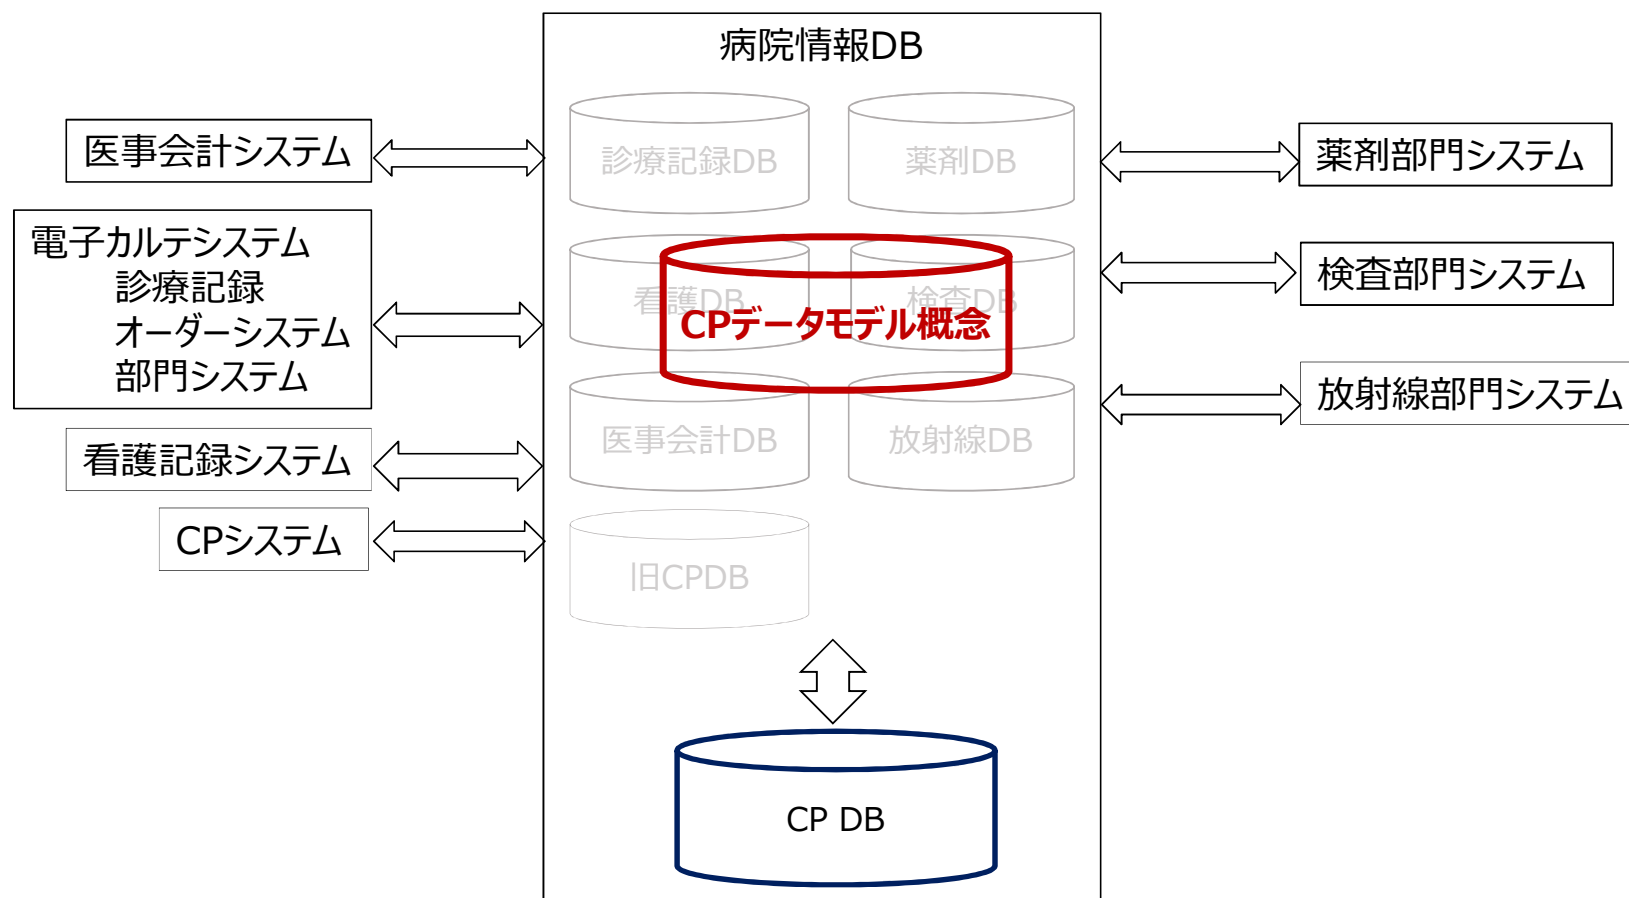 病院情報DB
医事会計システム
電子カルテシステム
診療記録
オーダーシステム
部門システム
看護記録システム
CPシステム
診療記録DB
薬剤DB
看護DB
検査DB
CPデータモデル概念
医事会計DB
放射線DB
旧CPDB
CP DB
薬剤部門システム
検査部門システム
放射線部門システム